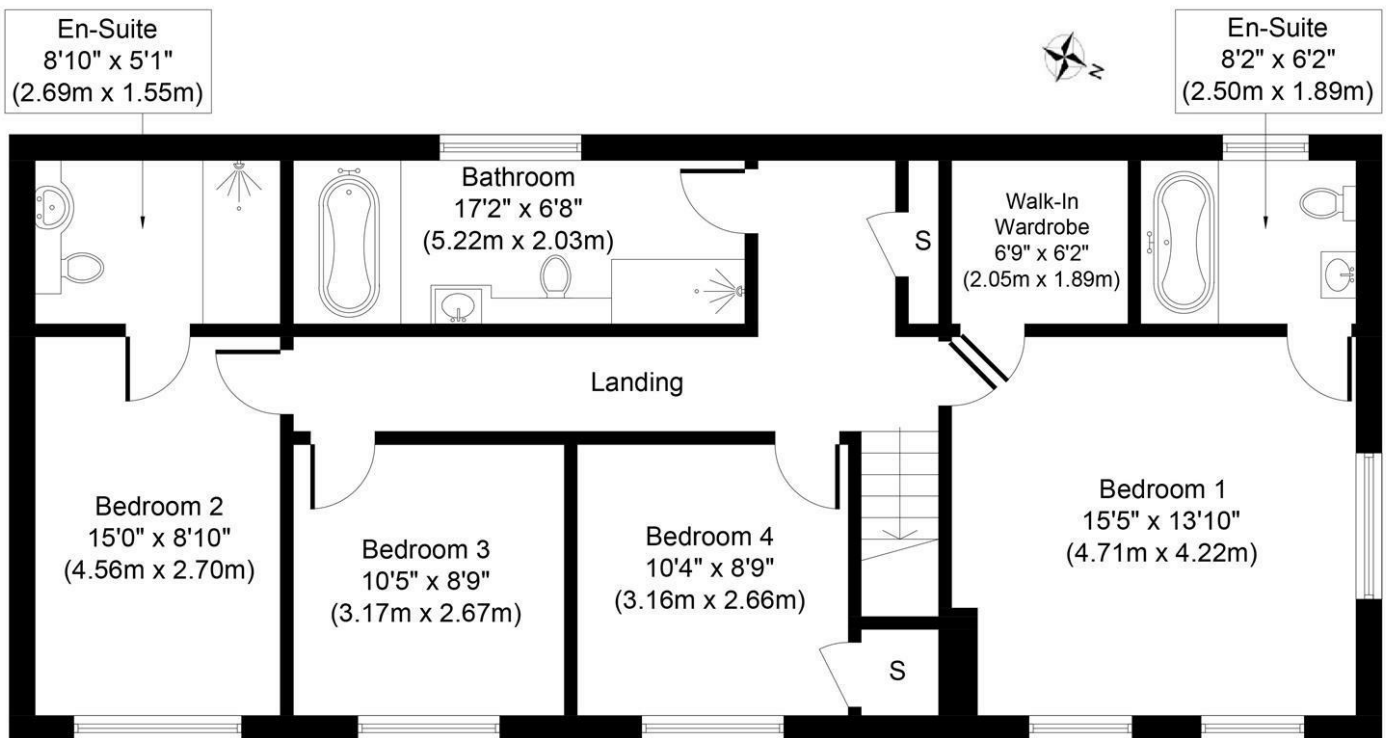 En-Suite
8'10" x 5'1"
(2.69m x 1.55m)
En-Suite
8'2" x 6'2"
(2.50m x 1.89m)
N
Bathroom
17'2" x 6'8"
(5.22m x 2.03m)
S
Walk-In
Wardrobe
6'9" x 6'2"
(2.05m x 1.89m)
Landing
Bedroom 2
15'0" x 8'10"
(4.56m x 2.70m)
Bedroom 3
10'5" x 8'9"
(3.17m x 2.67m)
Bedroom 4
10'4" x 8'9"
(3.16m x 2.66m)
S
Bedroom 1
15'5" x 13'10"
(4.71m x 4.22m)